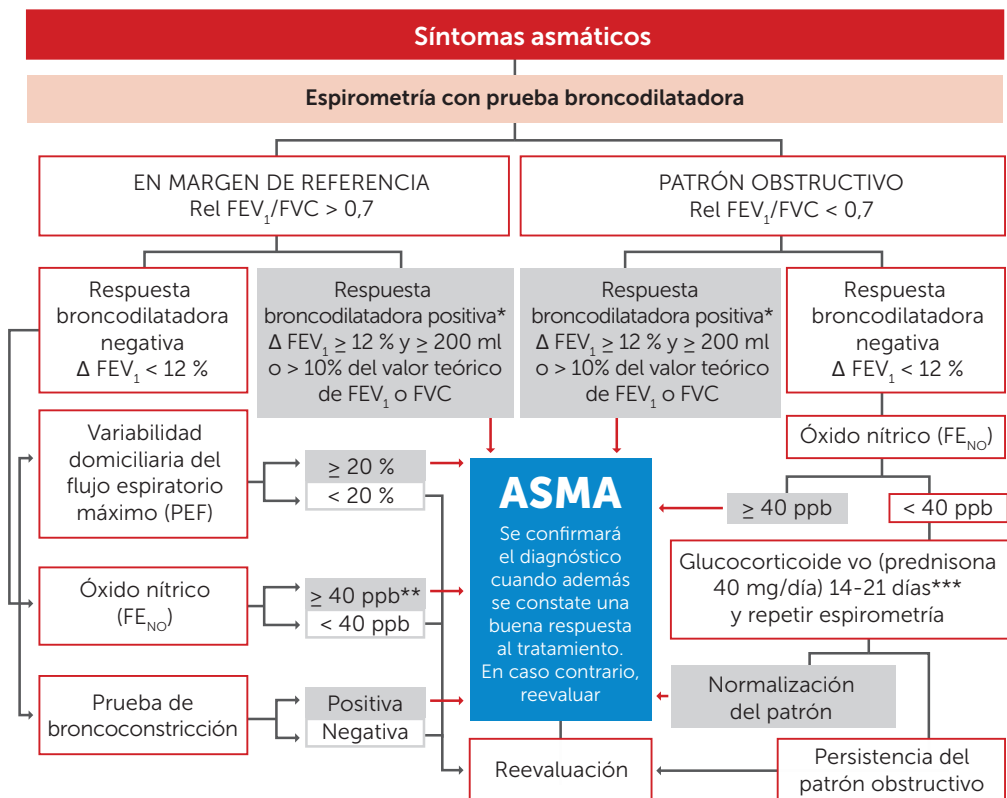 Síntomas asmáticos
Espirometría con prueba broncodilatadora
EN MARGEN DE REFERENCIA
Rel FEV₁/FVC > 0,7
PATRÓN OBSTRUCTIVO
Rel FEV₁/FVC < 0,7
Respuesta
broncodilatadora
negativa
Δ FEV₁ < 12 %
Respuesta
broncodilatadora positiva*
Δ FEV₁ ≥ 12 % y ≥ 200 ml
o > 10% del valor teórico
de FEV₁ o FVC
Respuesta
broncodilatadora positiva*
Δ FEV₁ ≥ 12 % y ≥ 200 ml
o > 10% del valor teórico
de FEV₁ o FVC
Respuesta
broncodilatadora
negativa
Δ FEV₁ < 12 %
Variabilidad
domiciliaria del
flujo espiratorio
máximo (PEF)
≥ 20 %
< 20 %
Óxido nítrico
(FE_NO)
≥ 40 ppb**
< 40 ppb
Prueba de
broncoconstricción
Positiva
Negativa
ASMA
Se confirmará
el diagnóstico
cuando además
se constate una
buena respuesta
al tratamiento.
En caso contrario,
reevaluar
Reevaluación
Óxido nítrico (FE_NO)
≥ 40 ppb
< 40 ppb
Glucocorticoide vo (prednisona
40 mg/día) 14-21 días***
y repetir espirometría
Normalización
del patrón
Persistencia del
patrón obstructivo